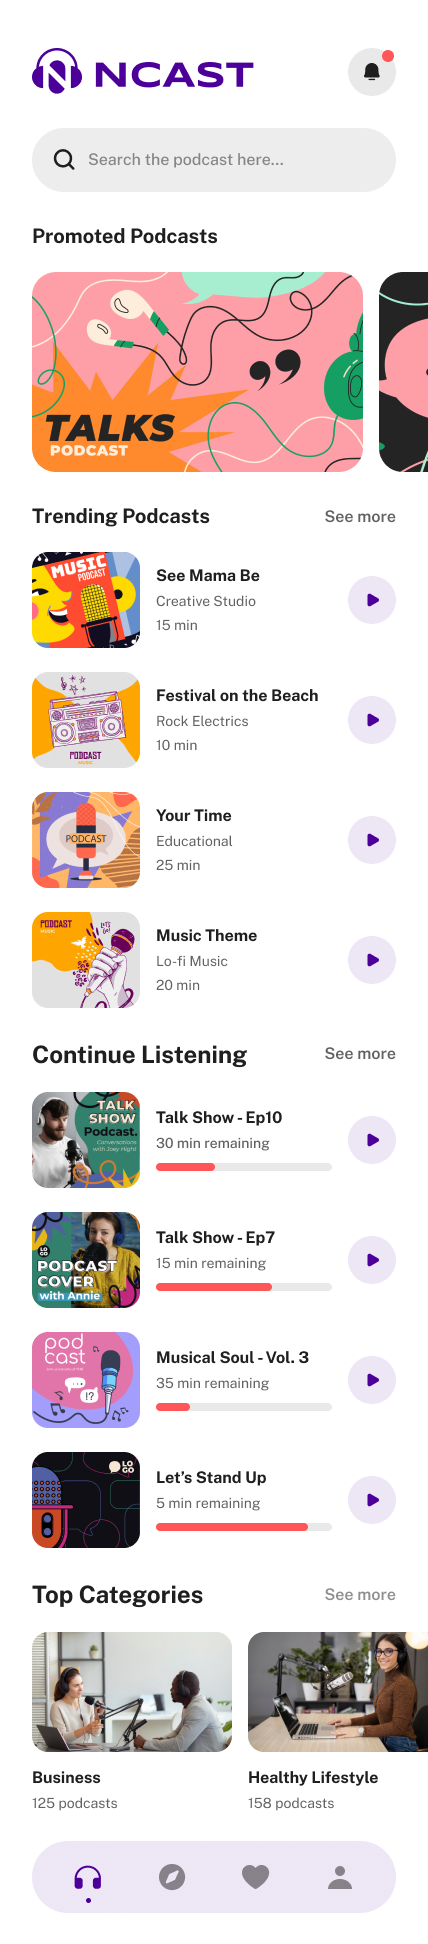 NCAST
Search the podcast here...
Promoted Podcasts
TALKS
PODCAST
Trending Podcasts
See more
MUSIC
PODCAST
See Mama Be
Creative Studio
15 min
PODCAST
MUSIC
Festival on the Beach
Rock Electrics
10 min
PODCAST
Your Time
Educational
25 min
PODCAST
MUSIC
LET'S
GO!
Music Theme
Lo-fi Music
20 min
Continue Listening
See more
TALK
SHOW
Podcast.
Conversations
with Joey Hight
Talk Show - Ep10
30 min remaining
LO
GO
PODCAST
COVER
with Annie
Talk Show - Ep7
15 min remaining
pod
cast
!?
Musical Soul - Vol. 3
35 min remaining
LO
GO
Let's Stand Up
5 min remaining
Top Categories
See more
Business
125 podcasts
Healthy Lifestyle
158 podcasts